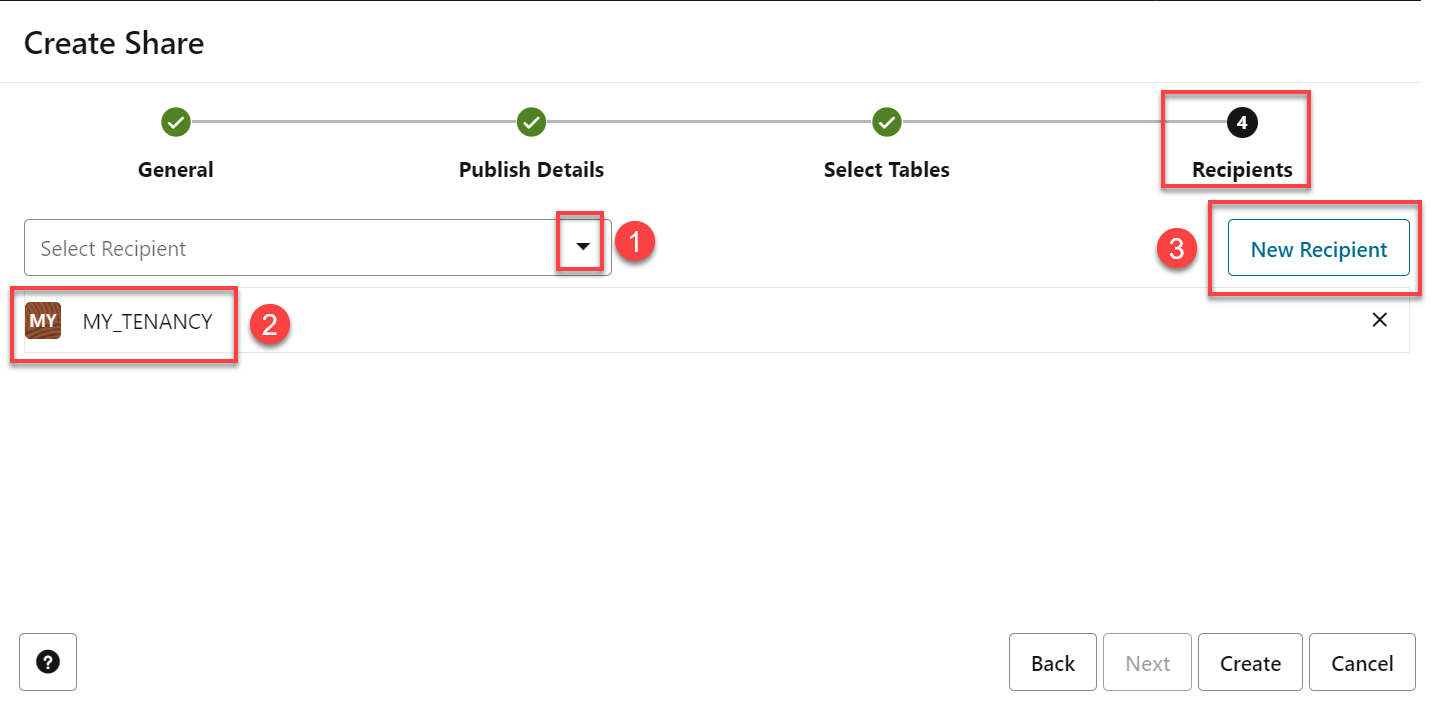 Create Share
4
General
Publish Details
Select Tables
Recipients
Select Recipient
1
3
New Recipient
MY
MY_TENANCY
2
?
Back
Next
Create
Cancel